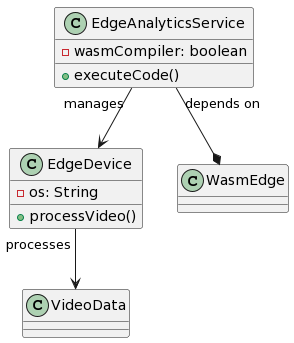 C EdgeAnalyticsService
wasmCompiler: boolean
executeCode()
manages
depends on
C EdgeDevice
os: String
processVideo()
C WasmEdge
processes
C VideoData